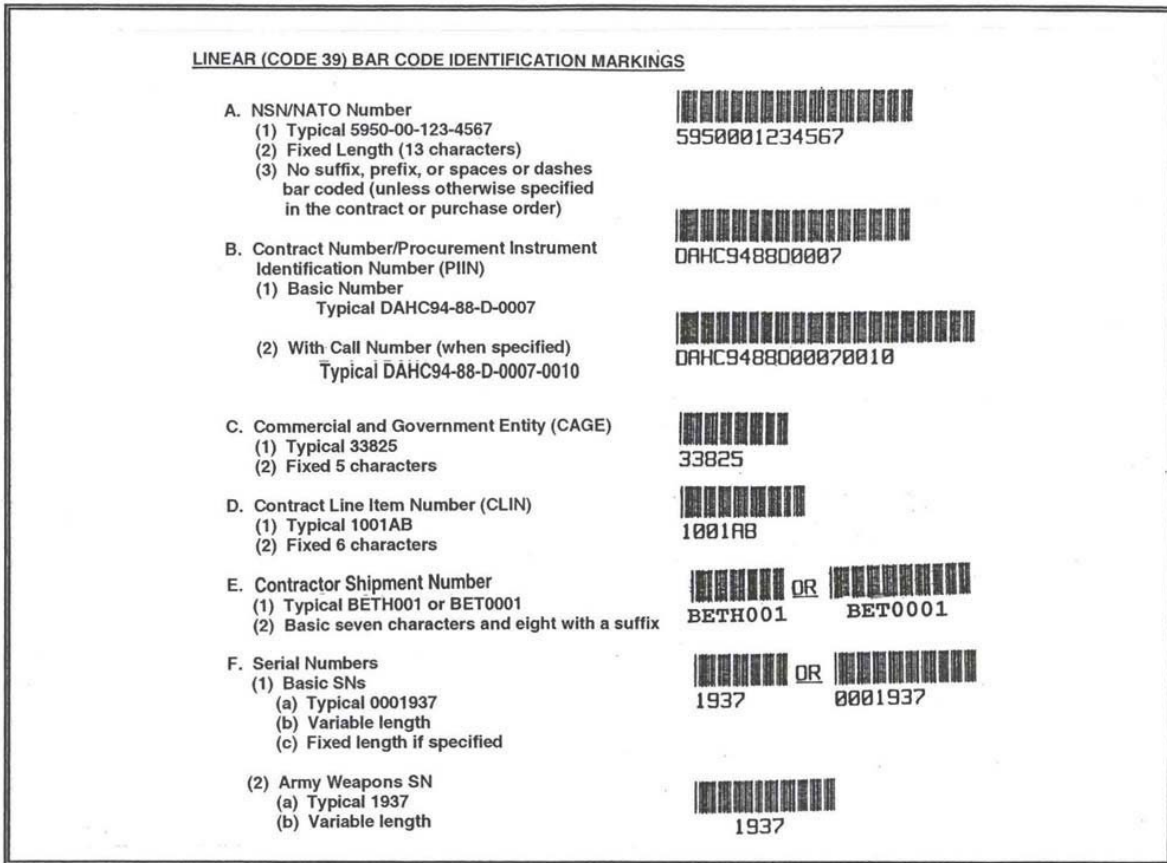 LINEAR (CODE 39) BAR CODE IDENTIFICATION MARKINGS
A. NSN/NATO Number
(1) Typical 5950-00-123-4567
(2) Fixed Length (13 characters)
(3) No suffix, prefix, or spaces or dashes
bar coded (unless otherwise specified
in the contract or purchase order)
5950001234567
B. Contract Number/Procurement Instrument
Identification Number (PIIN)
(1) Basic Number
Typical DAHC94-88-D-0007
DAHC9488D0007
(2) With Call Number (when specified)
Typical DAHC94-88-D-0007-0010
DAHC9488D00070010
C. Commercial and Government Entity (CAGE)
(1) Typical 33825
(2) Fixed 5 characters
33825
D. Contract Line Item Number (CLIN)
(1) Typical 1001AB
(2) Fixed 6 characters
1001AB
E. Contractor Shipment Number
(1) Typical BETH001 or BET0001
(2) Basic seven characters and eight with a suffix
OR
BETH001 BET0001
F. Serial Numbers
(1) Basic SNs
(a) Typical 0001937
(b) Variable length
(c) Fixed length if specified
OR
1937 0001937
(2) Army Weapons SN
(a) Typical 1937
(b) Variable length
1937